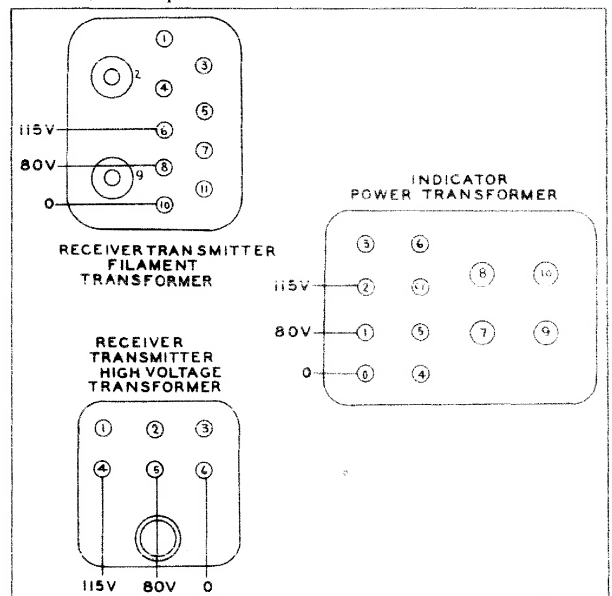 1
2
3
4
5
115V 6
7
80V 8
9
11
0 10
RECEIVER TRANSMITTER
FILAMENT
TRANSFORMER
INDICATOR
POWER TRANSFORMER
3 6
8 10
115V 2
80V 1 5
7 9
0 0 4
RECEIVER
TRANSMITTER
HIGH VOLTAGE
TRANSFORMER
1 2 3
4 5 6
115V 80V 0